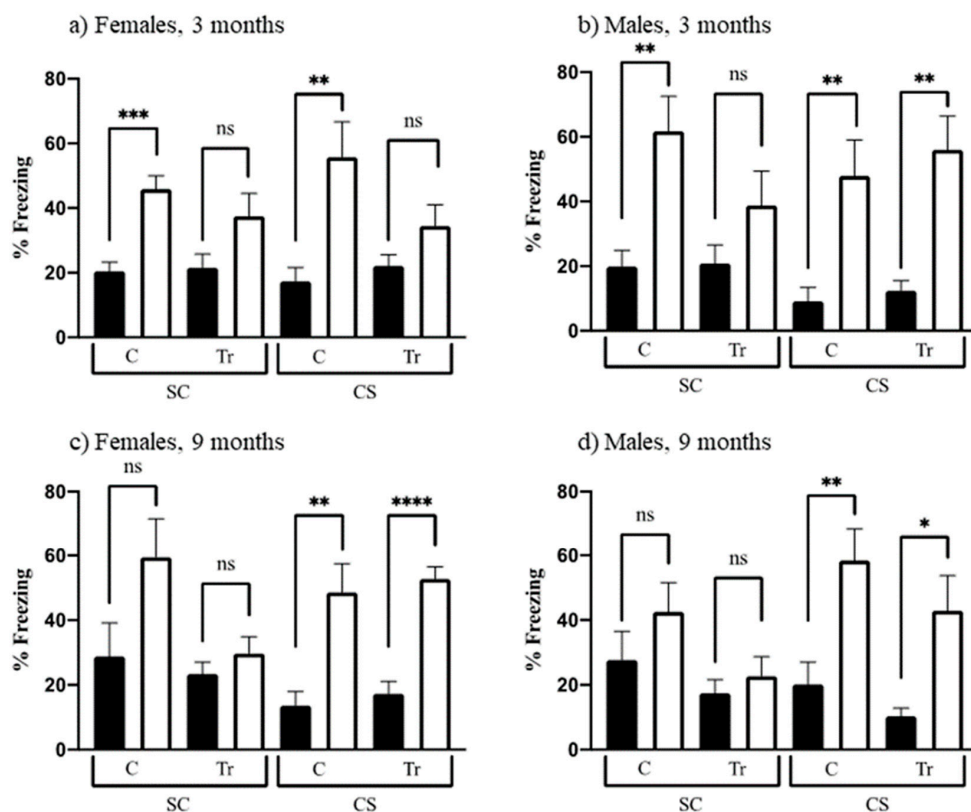 a) Females, 3 months
% Freezing
80
60
40
20
0
***
ns
**
ns
C
Tr
C
Tr
SC
CS
b) Males, 3 months
% Freezing
80
60
40
20
0
**
ns
**
**
C
Tr
C
Tr
SC
CS
c) Females, 9 months
% Freezing
80
60
40
20
0
ns
ns
**
****
C
Tr
C
Tr
SC
CS
d) Males, 9 months
% Freezing
80
60
40
20
0
ns
ns
**
*
C
Tr
C
Tr
SC
CS